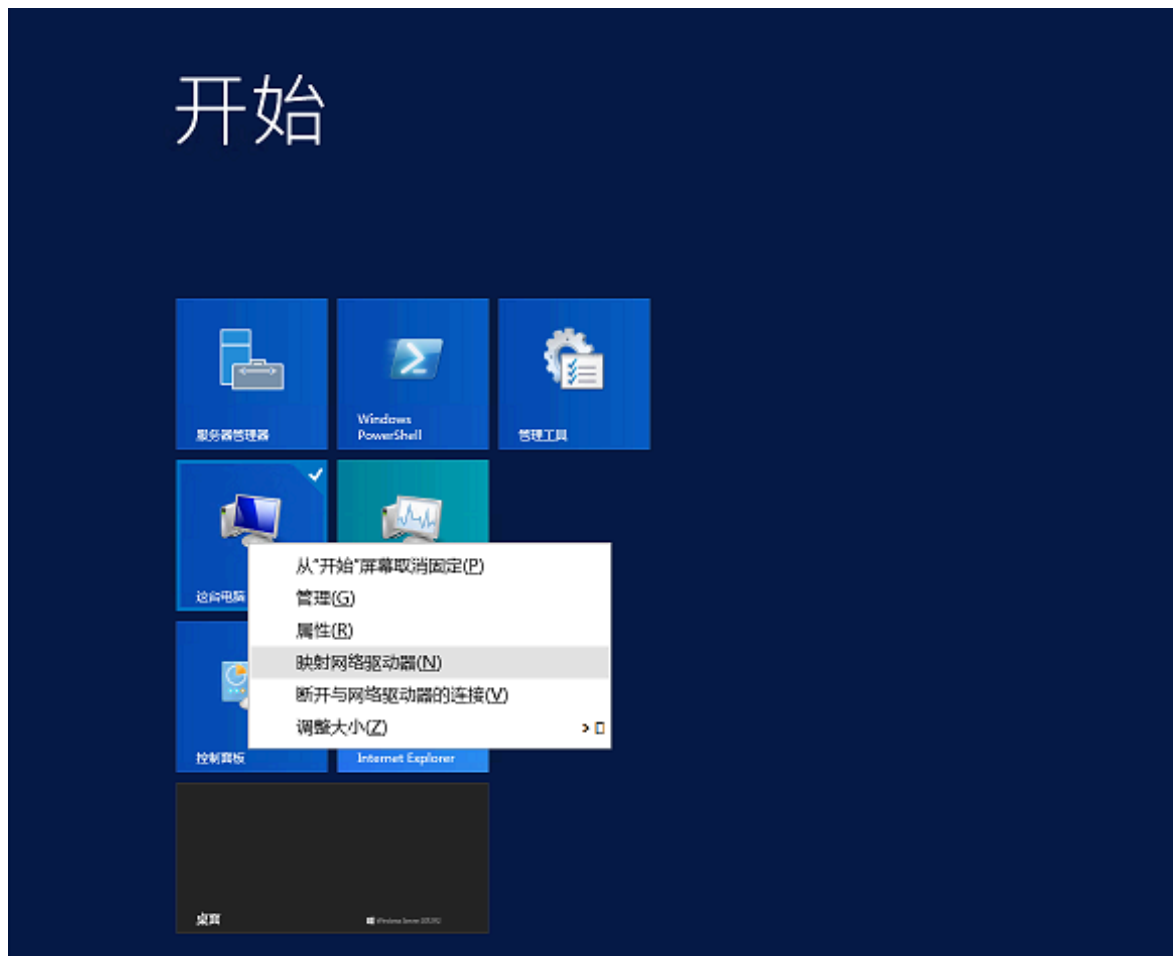 开始
服务器管理器
Windows
PowerShell
管理工具
这台电脑
从"开始"屏幕取消固定(P)
管理(G)
属性(R)
映射网络驱动器(N)
断开与网络驱动器的连接(V)
调整大小(Z)
控制面板
Internet Explorer
桌面